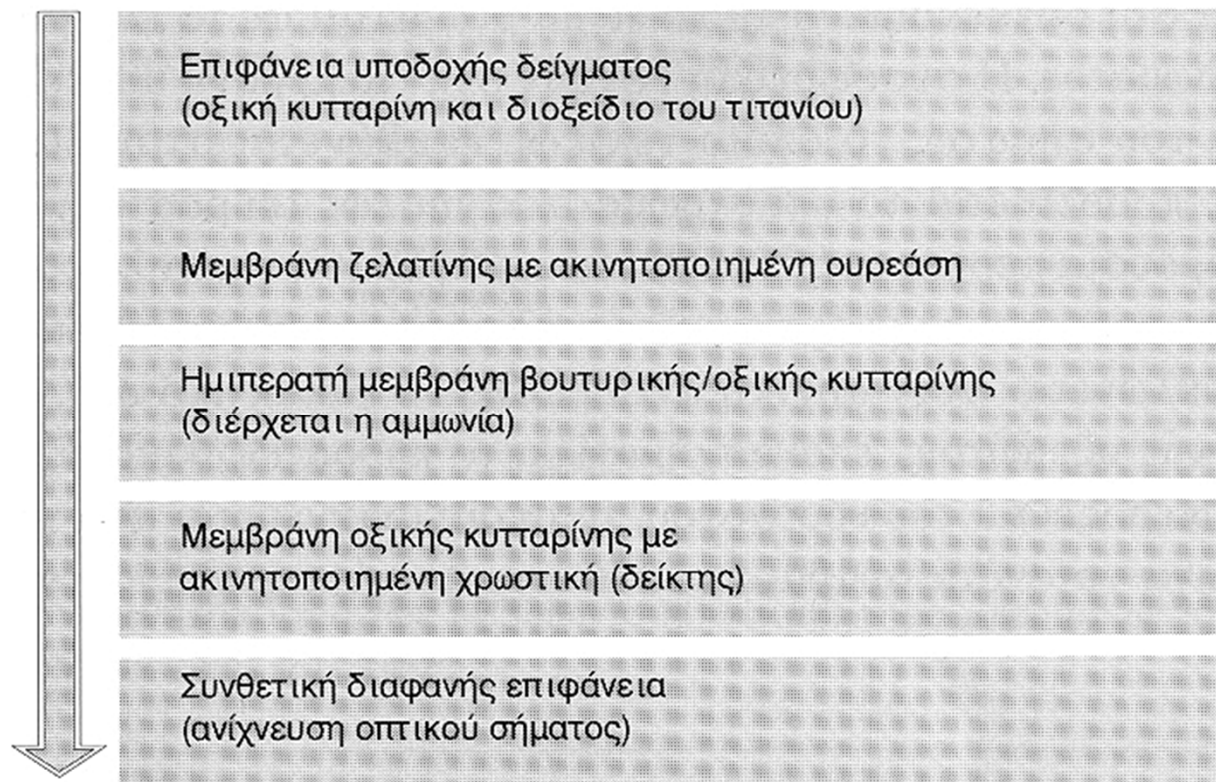 Επιφάνεια υποδοχής δείγματος
(οξική κυτταρίνη και διοξείδιο του τιτανίου)
Μεμβράνη ζελατίνης με ακινητοποιημένη ουρεάση
Ημιπερατή μεμβράνη βουτυρικής/οξικής κυτταρίνης
(διέρχεται η αμμωνία)
Μεμβράνη οξικής κυτταρίνης με
ακινητοποιημένη χρωστική (δείκτης)
Συνθετική διαφανής επιφάνεια
(ανίχνευση οπτικού σήματος)